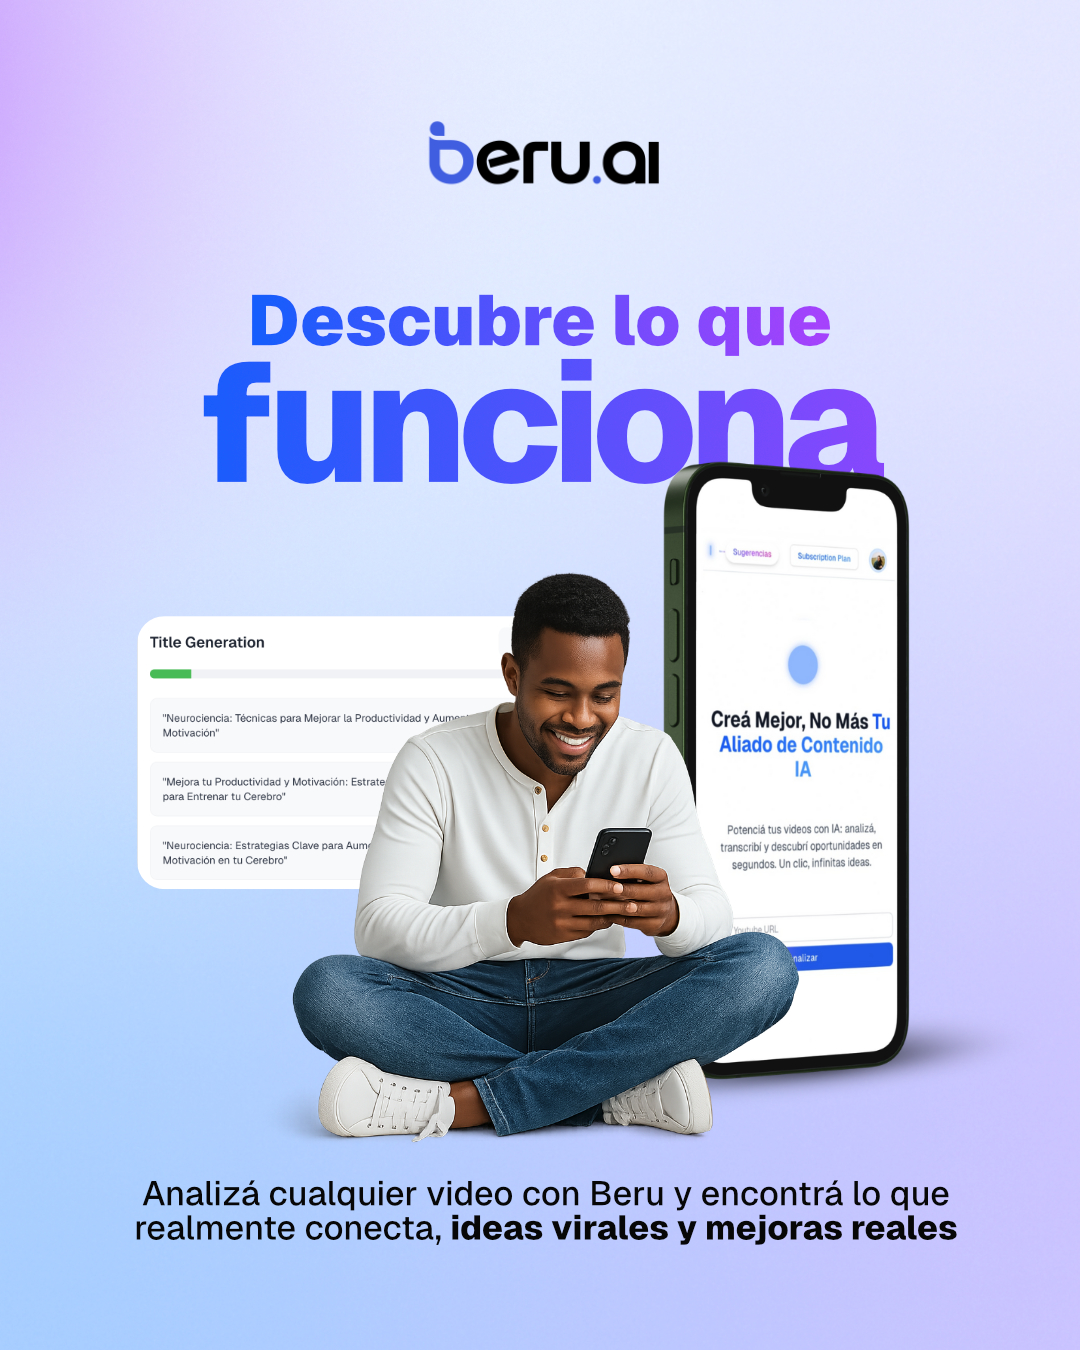 beru.ai
Descubre lo que
funciona
Title Generation
"Neurociencia: Técnicas para Mejorar la Productividad y
Motivación"
"Mejora tu Productividad y Motivación:
para Entrenar tu Cerebro"
"Neurociencia: Estrategias Clave para
Motivación en tu Cerebro"
Sugerencias
Subscription Plan
Creá Mejor, No Más Tu
Aliado de Contenido
IA
Potenciá tus videos con IA: analizá,
transcribí y descubrí oportunidades en
segundos. Un clic, infinitas ideas.
Youtube URL
Analizá cualquier video con Beru y encontrá lo que
realmente conecta, ideas virales y mejoras reales